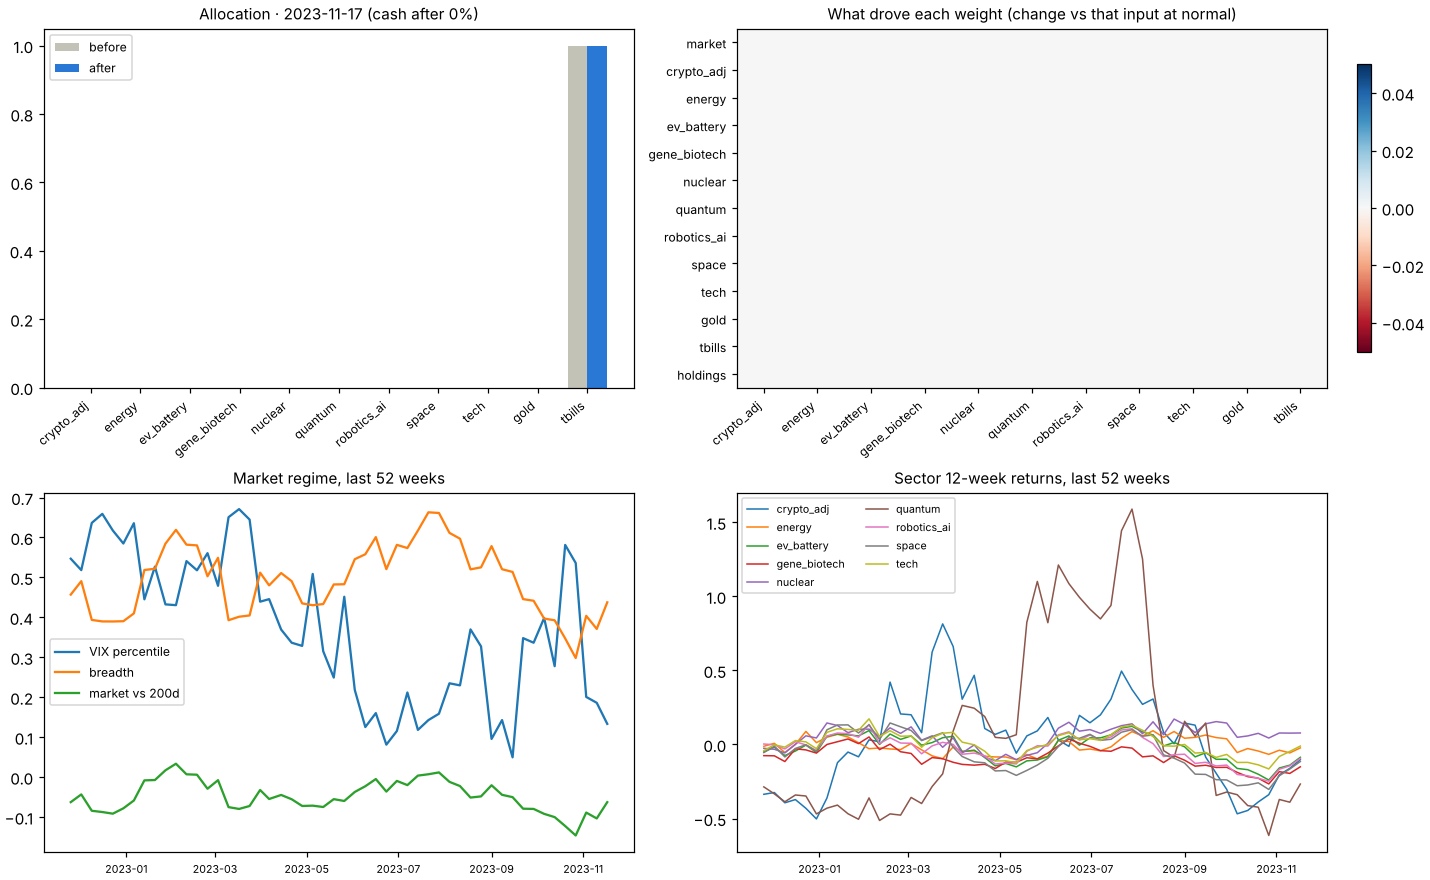 Allocation · 2023-11-17 (cash after 0%)
before
after
1.0
0.8
0.6
0.4
0.2
0.0
crypto_adj
energy
ev_battery
gene_biotech
nuclear
quantum
robotics_ai
space
tech
gold
tbills
What drove each weight (change vs that input at normal)
market
crypto_adj
energy
ev_battery
gene_biotech
nuclear
quantum
robotics_ai
space
tech
gold
tbills
holdings
crypto_adj
energy
ev_battery
gene_biotech
nuclear
quantum
robotics_ai
space
tech
gold
tbills
0.04
0.02
0.00
−0.02
−0.04
Market regime, last 52 weeks
0.7
0.6
0.5
0.4
0.3
0.2
0.1
0.0
−0.1
VIX percentile
breadth
market vs 200d
2023-01
2023-03
2023-05
2023-07
2023-09
2023-11
Sector 12-week returns, last 52 weeks
crypto_adj
energy
ev_battery
gene_biotech
nuclear
quantum
robotics_ai
space
tech
1.5
1.0
0.5
0.0
−0.5
2023-01
2023-03
2023-05
2023-07
2023-09
2023-11